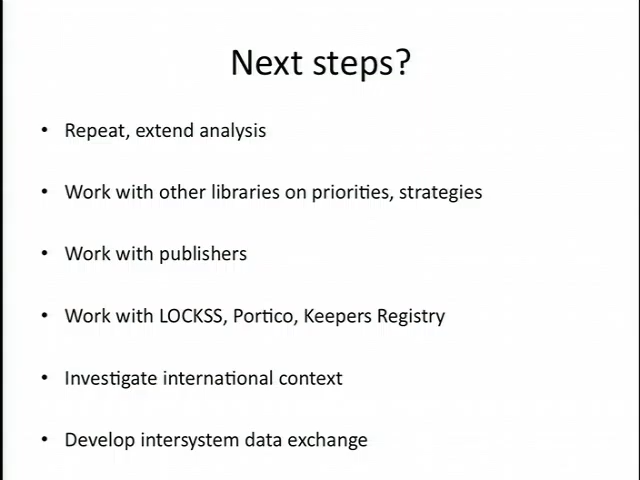 Next steps?
• Repeat, extend analysis
• Work with other libraries on priorities, strategies
• Work with publishers
• Work with LOCKSS, Portico, Keepers Registry
• Investigate international context
• Develop intersystem data exchange